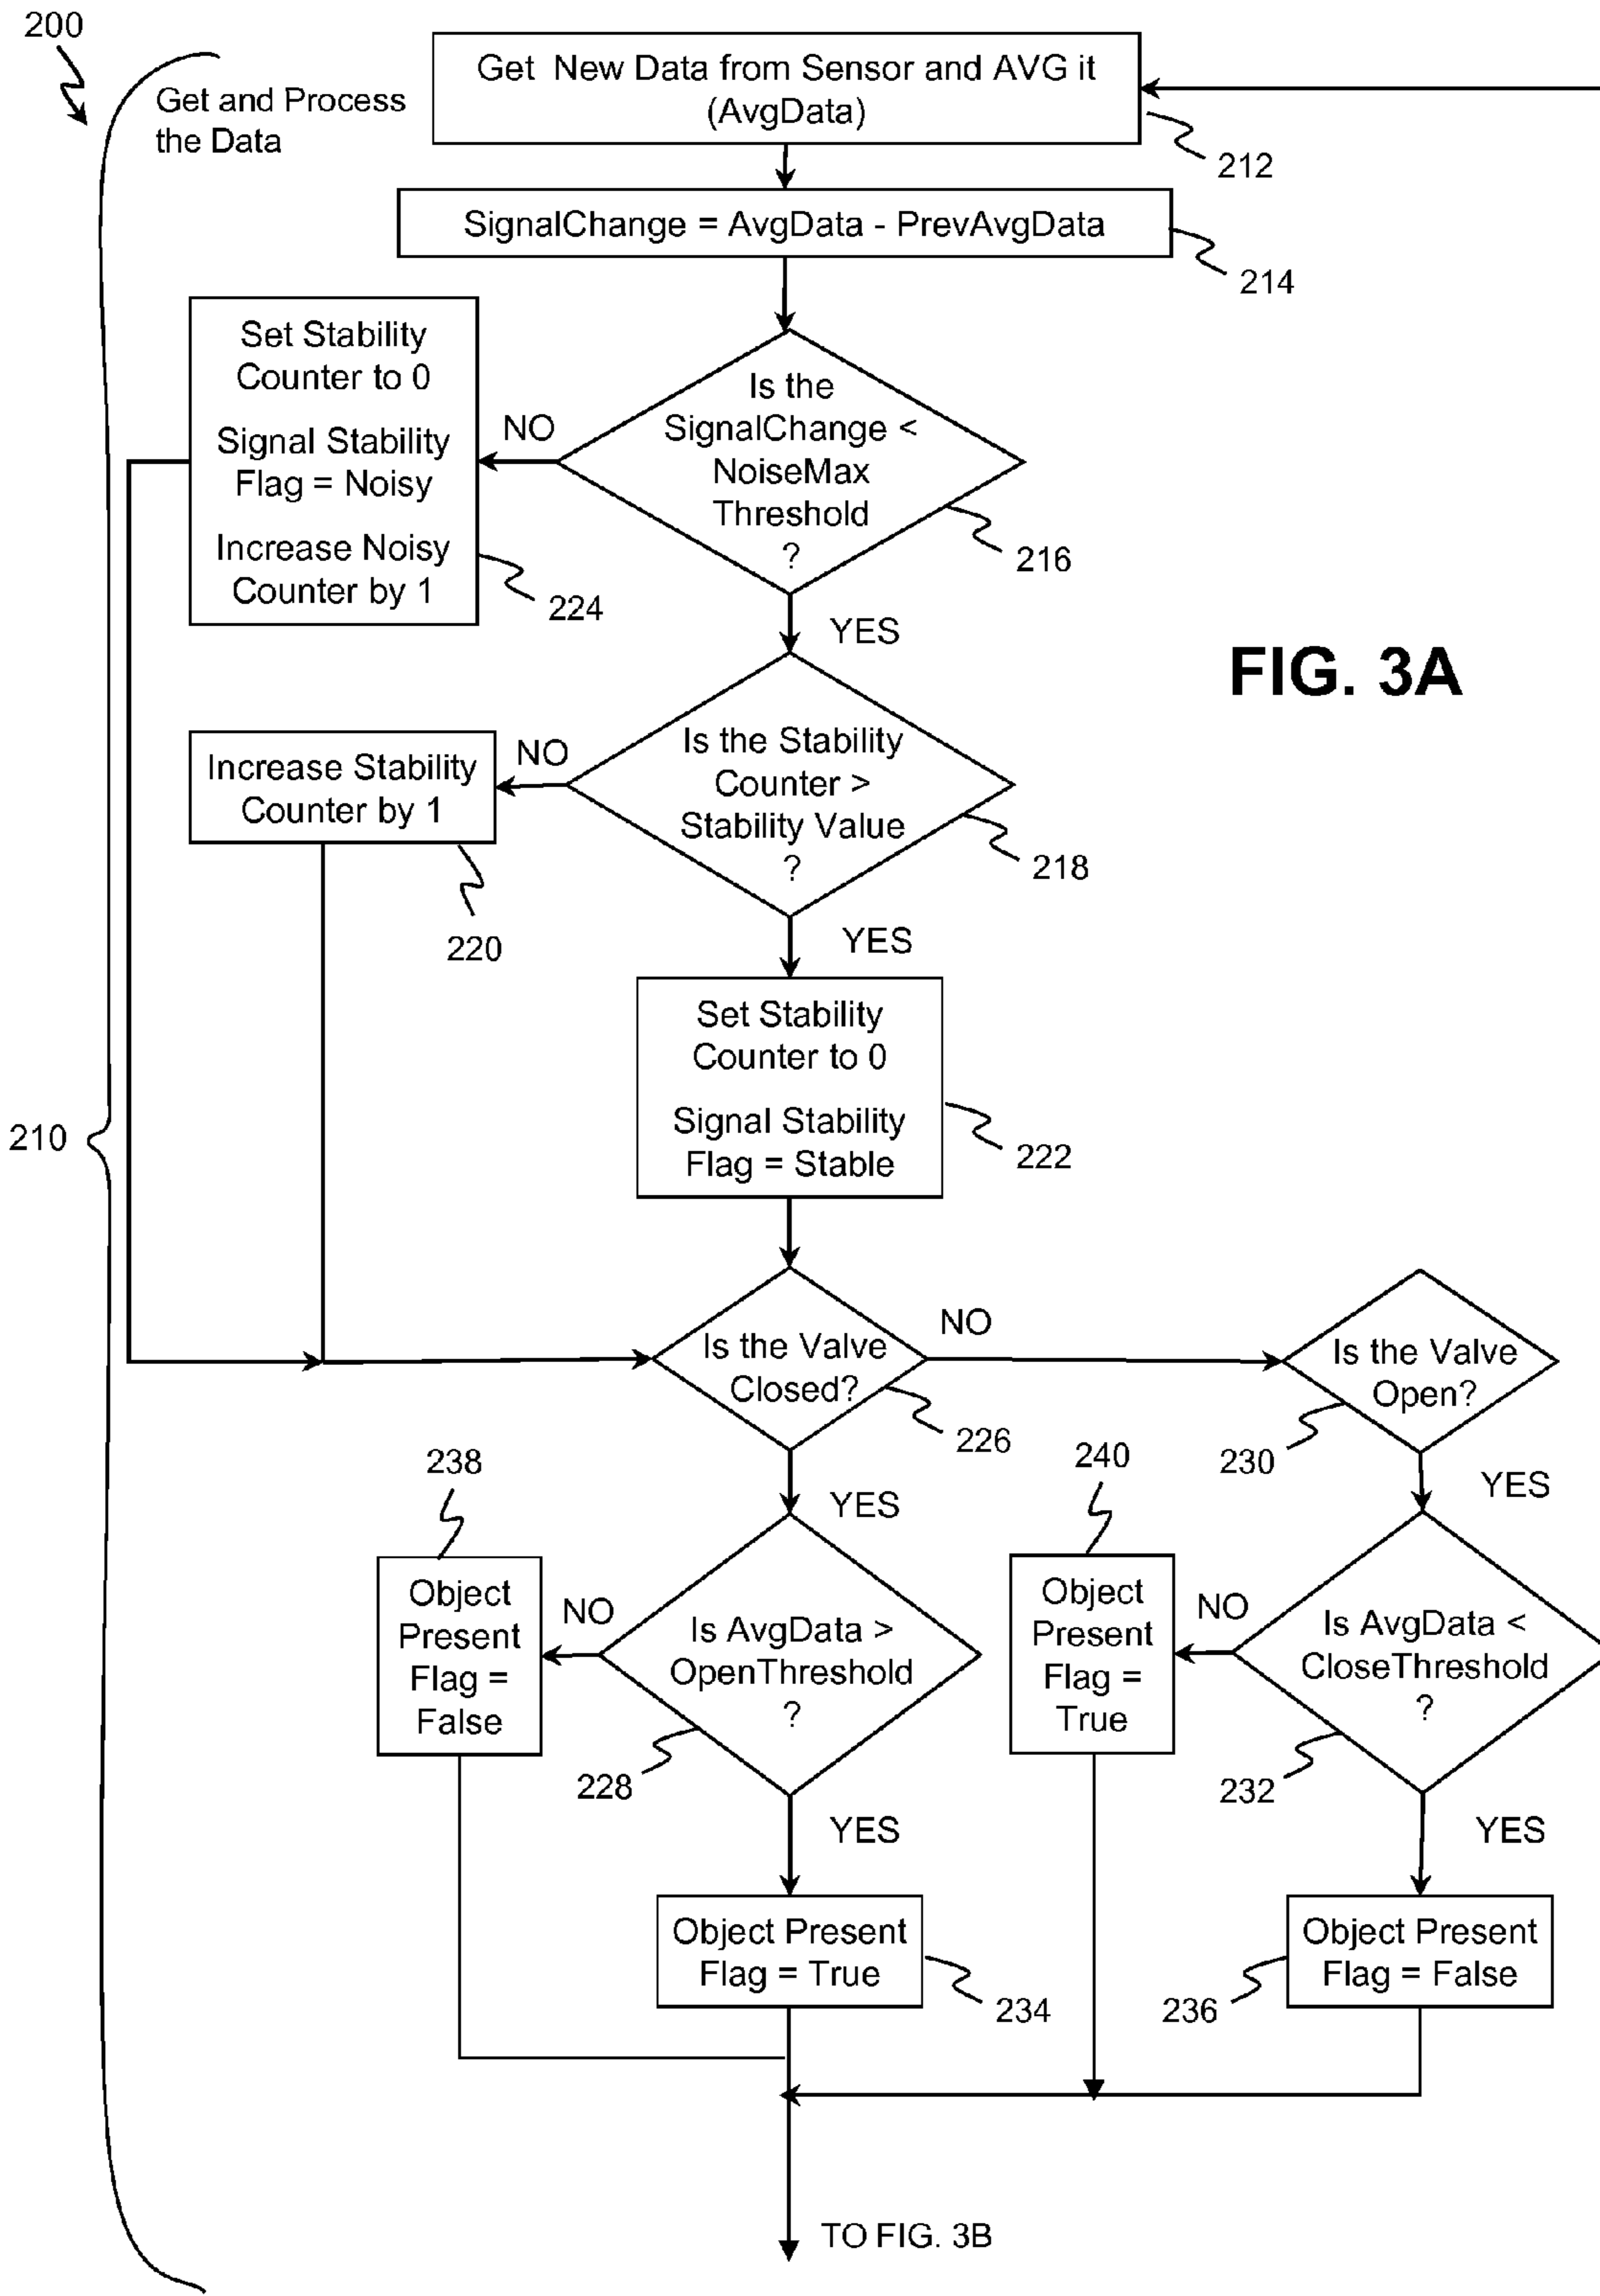 200
Get and Process
the Data
Get New Data from Sensor and AVG it
(AvgData)
212
SignalChange = AvgData - PrevAvgData
214
Set Stability
Counter to 0
Signal Stability
Flag = Noisy
Increase Noisy
Counter by 1
224
NO
Is the
SignalChange <
NoiseMax
Threshold
?
216
YES
FIG. 3A
Increase Stability
Counter by 1
220
NO
Is the Stability
Counter >
Stability Value
?
218
YES
Set Stability
Counter to 0
Signal Stability
Flag = Stable
222
210
Is the Valve
Closed?
226
NO
Is the Valve
Open?
230
YES
YES
238
Object
Present
Flag =
False
NO
Is AvgData >
OpenThreshold
?
228
240
Object
Present
Flag =
True
NO
Is AvgData <
CloseThreshold
?
232
YES
YES
Object Present
Flag = True
234
Object Present
Flag = False
236
TO FIG. 3B